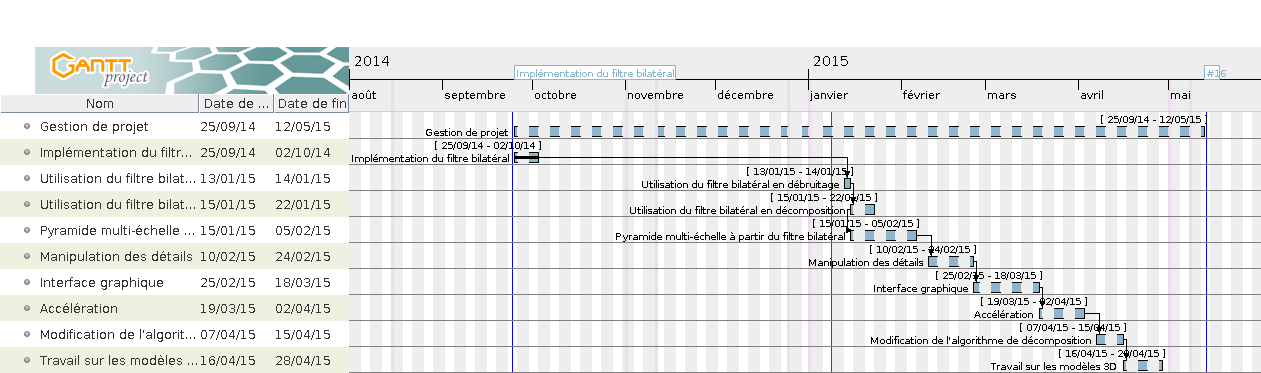 GANTT
project
2014
2015
Implémentation du filtre bilatéral
#16
août septembre octobre novembre décembre janvier février mars avril mai
Nom Date de ... Date de fin
Gestion de projet 25/09/14 12/05/15
[ 25/09/14 - 12/05/15 ]
Gestion de projet
Implémentation du filtr... 25/09/14 02/10/14
[ 25/09/14 - 02/10/14 ]
Implémentation du filtre bilatéral
Utilisation du filtre bilat... 13/01/15 14/01/15
[ 13/01/15 - 14/01/15 ]
Utilisation du filtre bilatéral en débruitage
Utilisation du filtre bilat... 15/01/15 22/01/15
[ 15/01/15 - 22/01/15 ]
Utilisation du filtre bilatéral en décomposition
Pyramide multi-échelle ... 15/01/15 05/02/15
[ 15/01/15 - 05/02/15 ]
Pyramide multi-échelle à partir du filtre bilatéral
Manipulation des détails 10/02/15 24/02/15
[ 10/02/15 - 24/02/15 ]
Manipulation des détails
Interface graphique 25/02/15 18/03/15
[ 25/02/15 - 18/03/15 ]
Interface graphique
Accélération 19/03/15 02/04/15
[ 19/03/15 - 02/04/15 ]
Accélération
Modification de l'algorit... 07/04/15 15/04/15
[ 07/04/15 - 15/04/15 ]
Modification de l'algorithme de décomposition
Travail sur les modèles ... 16/04/15 28/04/15
[ 16/04/15 - 28/04/15 ]
Travail sur les modèles 3D